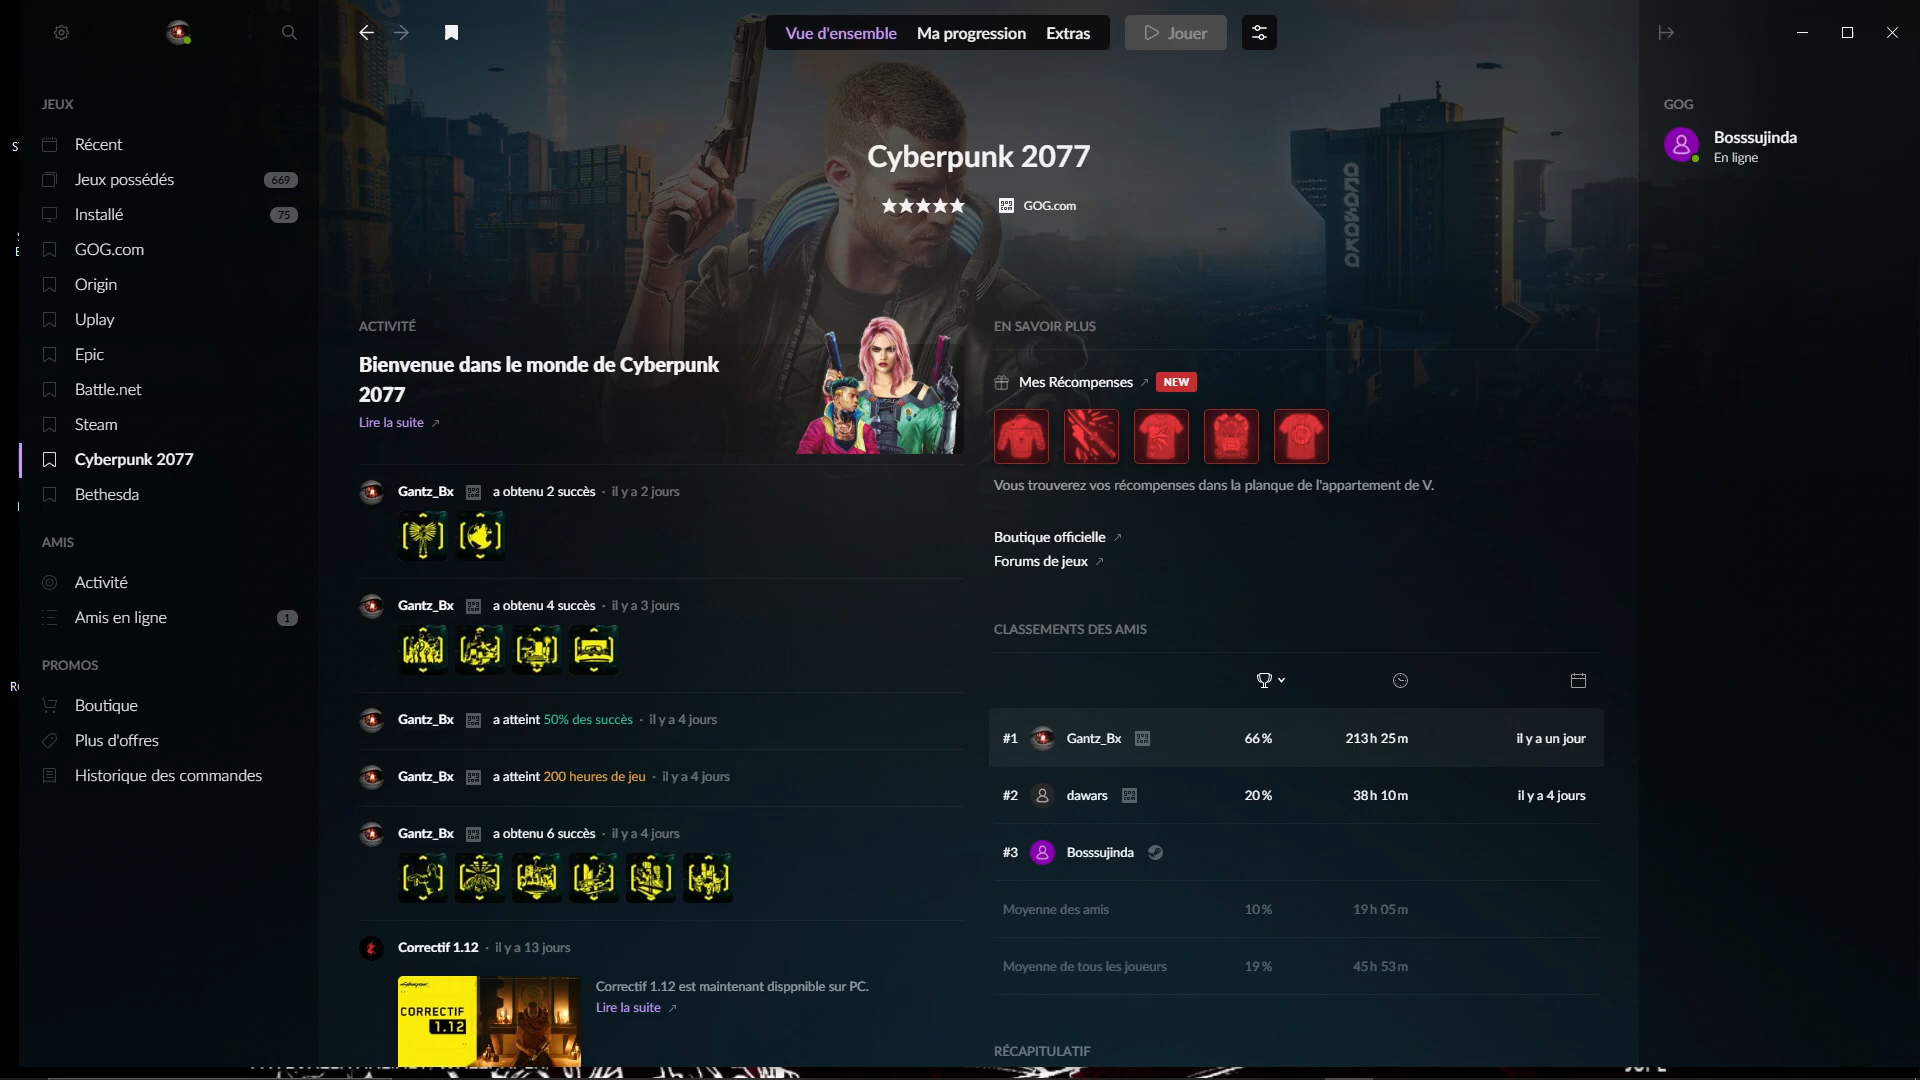 Vue d'ensemble
Ma progression
Extras
Jouer
JEUX
Récent
Jeux possédés
669
Installé
75
GOG.com
Origin
Uplay
Epic
Battle.net
Steam
Cyberpunk 2077
Bethesda
AMIS
Activité
Amis en ligne
1
PROMOS
Boutique
Plus d'offres
Historique des commandes
Cyberpunk 2077
GOG.com
ACTIVITÉ
Bienvenue dans le monde de Cyberpunk
2077
Lire la suite
Gantz_Bx a obtenu 2 succès · il y a 2 jours
Gantz_Bx a obtenu 4 succès · il y a 3 jours
Gantz_Bx a atteint 50% des succès · il y a 4 jours
Gantz_Bx a atteint 200 heures de jeu · il y a 4 jours
Gantz_Bx a obtenu 6 succès · il y a 4 jours
Correctif 1.12 · il y a 13 jours
CORRECTIF
1.12
Correctif 1.12 est maintenant disppnible sur PC.
Lire la suite
EN SAVOIR PLUS
Mes Récompenses NEW
Vous trouverez vos récompenses dans la planque de l'appartement de V.
Boutique officielle
Forums de jeux
CLASSEMENTS DES AMIS
#1 Gantz_Bx 66% 213h 25m il y a un jour
#2 dawars 20% 38h 10m il y a 4 jours
#3 Bosssujinda
Moyenne des amis 10% 19h 05m
Moyenne de tous les joueurs 19% 45h 53m
RÉCAPITULATIF
GOG
Bosssujinda
En ligne